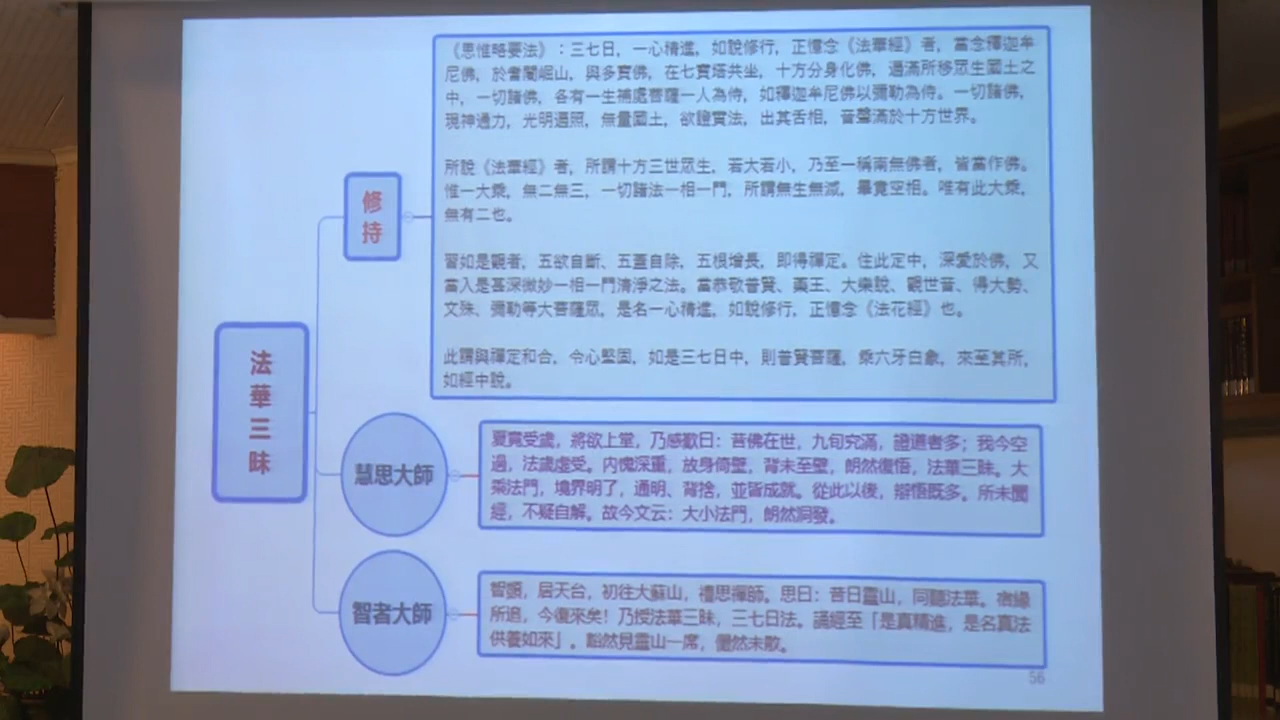 《思惟略要法》：三七日，一心精進，如說修行，正憶念《法華經》者，當念釋迦牟
尼佛，於耆闍崛山，與多寶佛，在七寶塔共坐，十方分身化佛，遍滿所移眾生國土之
中，一切諸佛，各有一生補處菩薩一人為侍，如釋迦牟尼佛以彌勒為侍。一切諸佛，
現神通力，光明遍照，無量國土，欲證實法，出其舌相，音聲滿於十方世界。
所說《法華經》者，所謂十方三世眾生，若大若小，乃至一稱南無佛者，皆當作佛。
惟一大乘，無二無三，一切諸法一相一門，所謂無生無滅，畢竟空相。唯有此大乘，
無有二也。
習如是觀者，五欲自斷、五蓋自除，五根增長，即得禪定。住此定中，深愛於佛，又
當入是甚深微妙一相一門清淨之法。當恭敬普賢、藥王、大樂說、觀世音、得大勢、
文殊、彌勒等大菩薩眾，是名一心精進，如說修行，正憶念《法花經》也。
此謂與禪定和合，令心堅固，如是三七日中，則普賢菩薩，乘六牙白象，來至其所，
如經中說。
修持
法華三昧
慧思大師
夏竟受歲，將欲上堂，乃感歎曰：昔佛在世，九旬究滿，證道者多；我今空
過，法歲虛受。內愧深重，放身倚壁，背未至壁，朗然復悟，法華三昧。大
乘法門，境界明了，通明、背捨，並皆成就。從此以後，辯悟既多。所未聞
經，不疑自解。故今文云：大小法門，朗然洞發。
智者大師
智顗，居天台，初往大蘇山，禮思禪師。思曰：昔日靈山，同聽法華。宿緣
所追，今復來矣！乃授法華三昧，三七日法。誦經至「是真精進，是名真法
供養如來」。豁然見靈山一席，儼然未散。
56